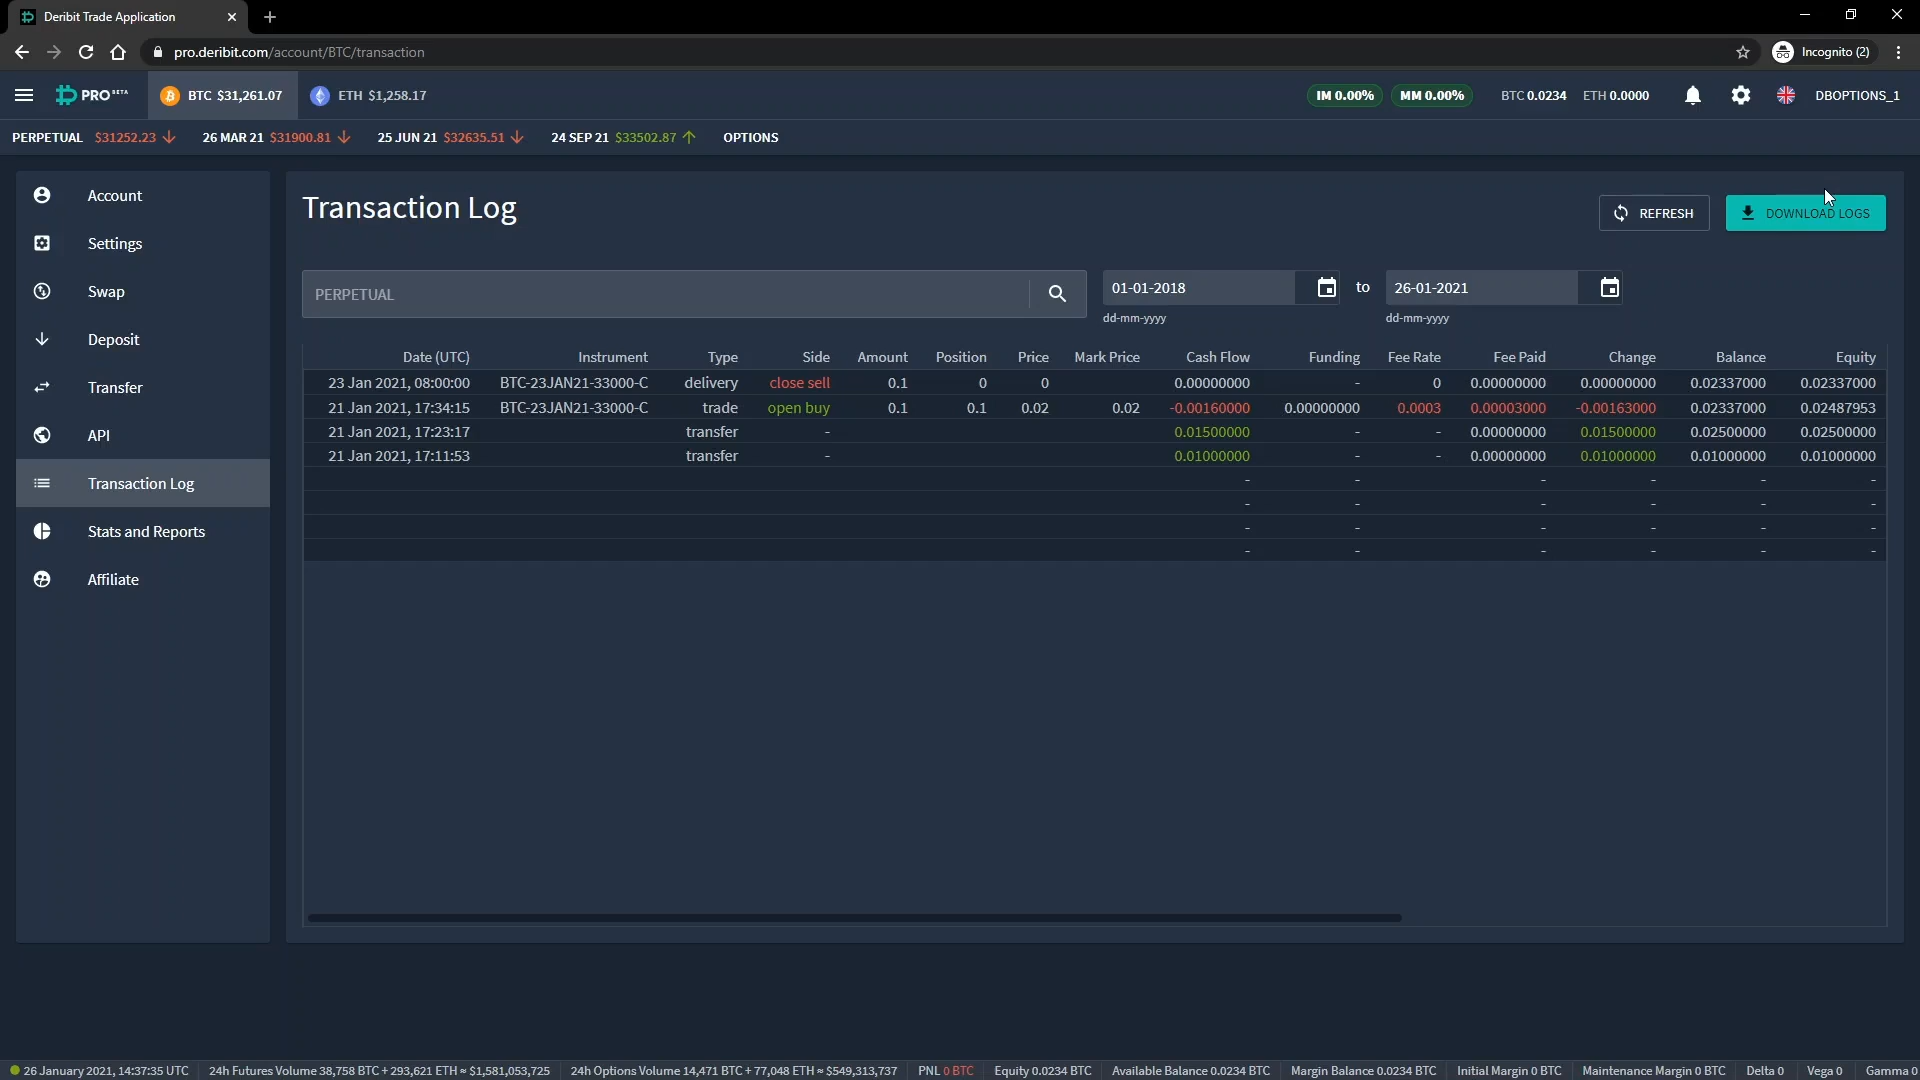 Deribit Trade Application
pro.deribit.com/account/BTC/transaction
Incognito (2)
PRO BETA
BTC $31,261.07
ETH $1,258.17
IM 0.00%
MM 0.00%
BTC 0.0234
ETH 0.0000
DBOPTIONS_1
PERPETUAL $31252.23
26 MAR 21 $31900.81
25 JUN 21 $32635.51
24 SEP 21 $33502.87
OPTIONS
Account
Settings
Swap
Deposit
Transfer
API
Transaction Log
Stats and Reports
Affiliate
Transaction Log
REFRESH
DOWNLOAD LOGS
PERPETUAL
01-01-2018
to
26-01-2021
dd-mm-yyyy
dd-mm-yyyy
Date (UTC) Instrument Type Side Amount Position Price Mark Price Cash Flow Funding Fee Rate Fee Paid Change Balance Equity
23 Jan 2021, 08:00:00 BTC-23JAN21-33000-C delivery close sell 0.1 0 0 0.00000000 - 0 0.00000000 0.00000000 0.02337000 0.02337000
21 Jan 2021, 17:34:15 BTC-23JAN21-33000-C trade open buy 0.1 0.1 0.02 0.02 -0.00160000 0.00000000 0.0003 0.00003000 -0.00163000 0.02337000 0.02487953
21 Jan 2021, 17:23:17 transfer - 0.01500000 - - 0.00000000 0.01500000 0.02500000 0.02500000
21 Jan 2021, 17:11:53 transfer - 0.01000000 - - 0.00000000 0.01000000 0.01000000 0.01000000
- - - - - -
- - - - - -
- - - - - -
- - - - - -
26 January 2021, 14:37:35 UTC
24h Futures Volume 38,758 BTC + 293,621 ETH ≈ $1,581,053,725
24h Options Volume 14,471 BTC + 77,048 ETH ≈ $549,313,737
PNL 0 BTC
Equity 0.0234 BTC
Available Balance 0.0234 BTC
Margin Balance 0.0234 BTC
Initial Margin 0 BTC
Maintenance Margin 0 BTC
Delta 0
Vega 0
Gamma 0